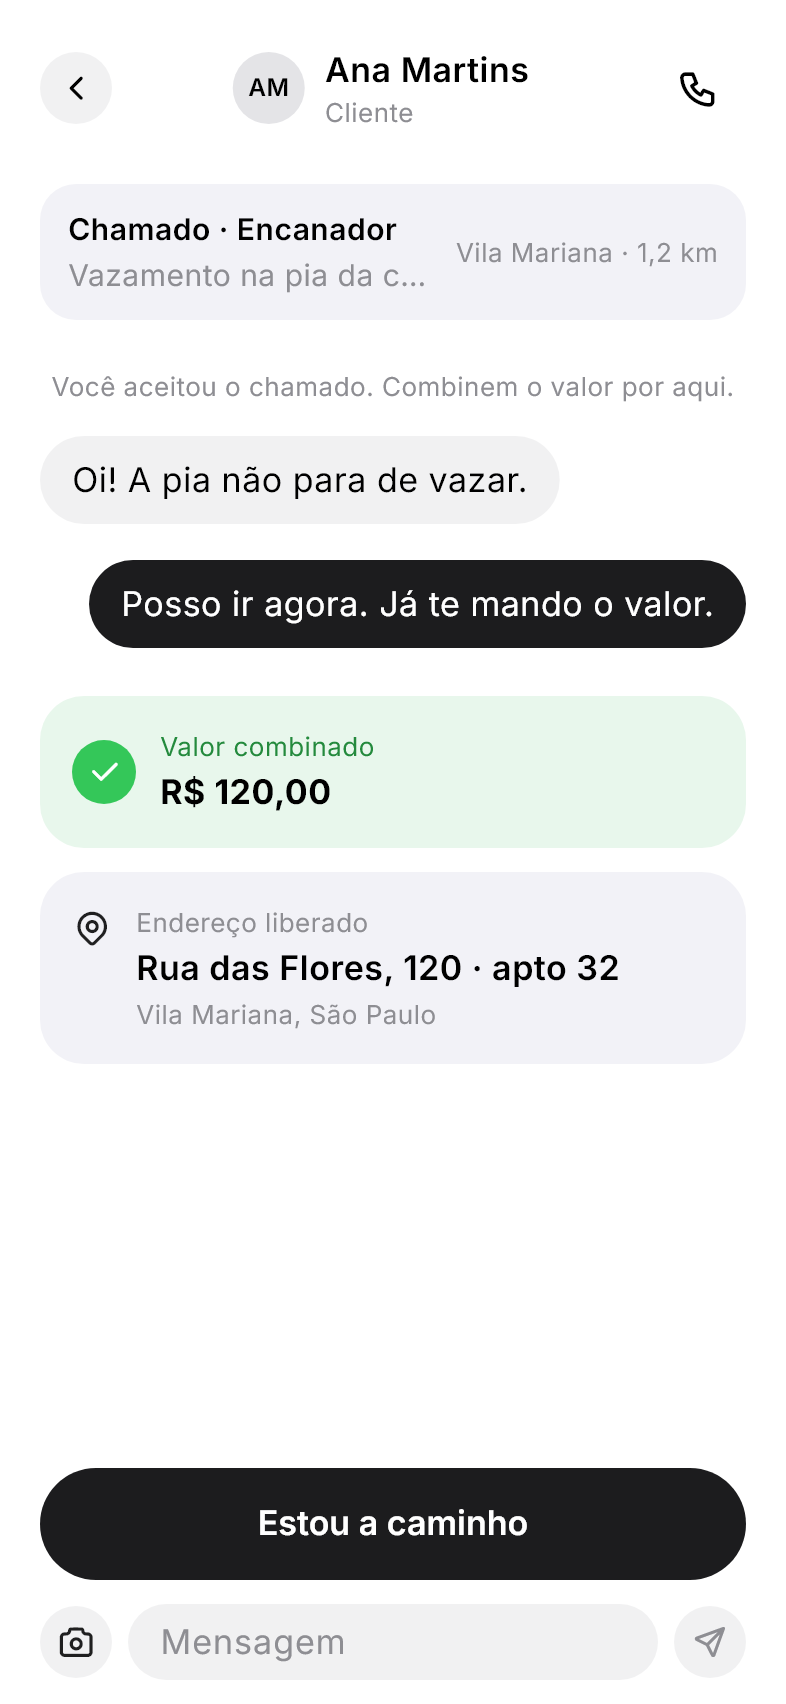 AM
Ana Martins
Cliente
Chamado · Encanador
Vazamento na pia da c...
Vila Mariana · 1,2 km
Você aceitou o chamado. Combinem o valor por aqui.
Oi! A pia não para de vazar.
Posso ir agora. Já te mando o valor.
Valor combinado
R$ 120,00
Endereço liberado
Rua das Flores, 120 · apto 32
Vila Mariana, São Paulo
Estou a caminho
Mensagem